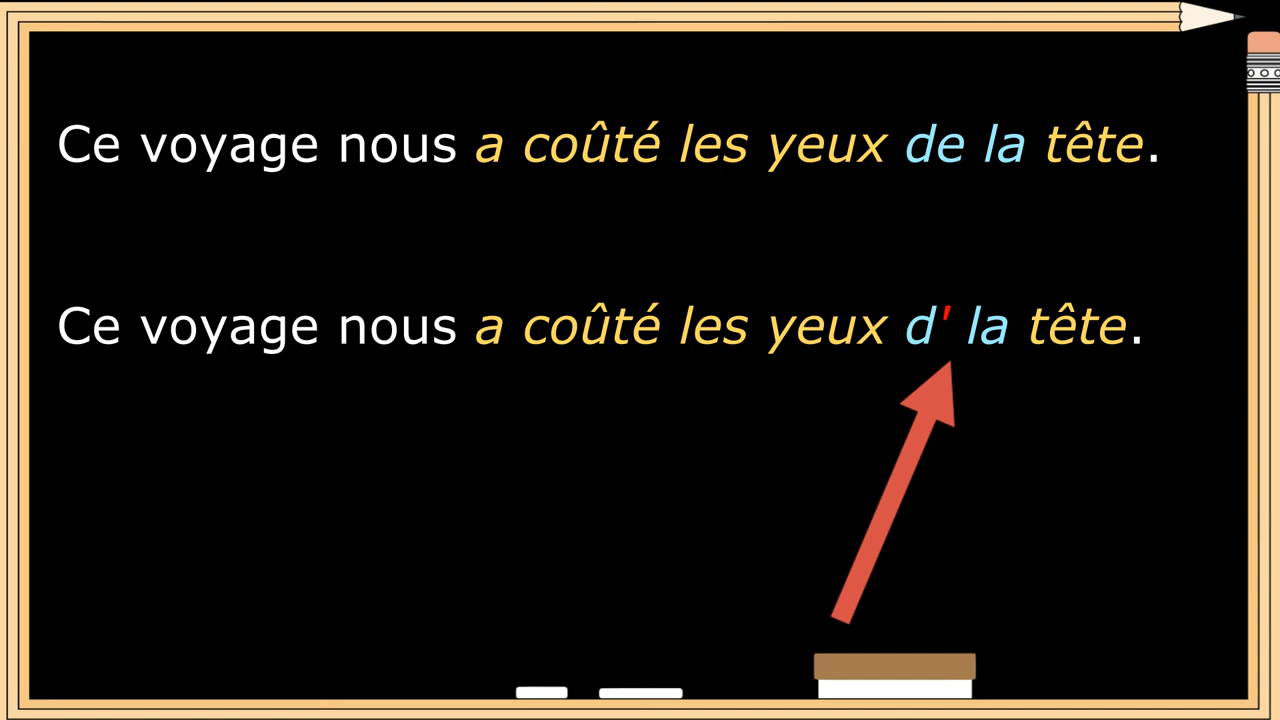 Ce voyage nous a coûté les yeux de la tête.
Ce voyage nous a coûté les yeux d' la tête.